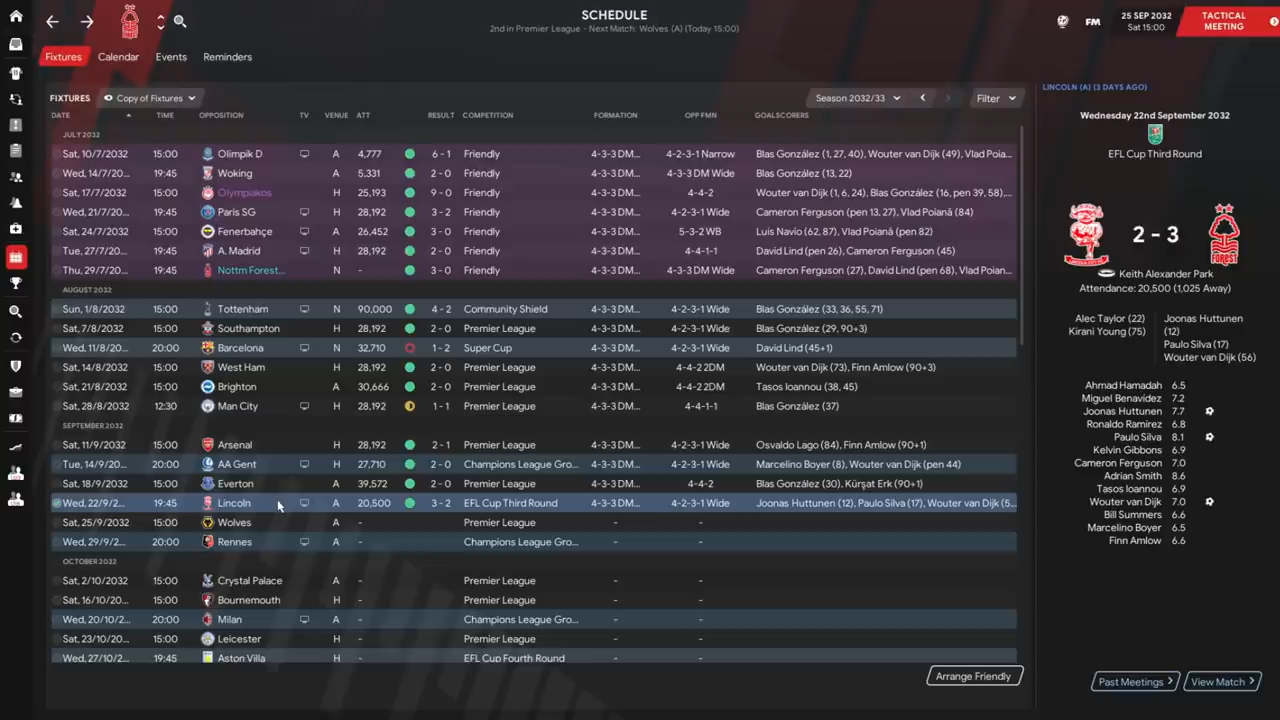 SCHEDULE
2nd in Premier League - Next Match: Wolves (A) (Today 15:00)
FM
25 SEP 2032
Sat 15:00
TACTICAL
MEETING
Fixtures Calendar Events Reminders
FIXTURES Copy of Fixtures Season 2032/33 Filter
DATE TIME OPPOSITION TV VENUE ATT RESULT COMPETITION FORMATION OPP FMN GOALSCORERS
JULY 2032
Sat, 10/7/2032 15:00 Olimpik D A 4,777 6 - 1 Friendly 4-3-3 DM... 4-2-3-1 Narrow Blas González (1, 27, 40), Wouter van Dijk (49), Vlad Poia...
Wed, 14/7/20... 19:45 Woking A 5,331 2 - 0 Friendly 4-3-3 DM... 4-3-3 DM Wide Blas González (13, 22)
Sat, 17/7/2032 15:00 Olympiakos H 25,193 9 - 0 Friendly 4-3-3 DM... 4-4-2 Wouter van Dijk (1, 6, 24), Blas González (16, pen 39, 58),...
Wed, 21/7/20... 19:45 Paris SG H 28,192 3 - 2 Friendly 4-3-3 DM... 4-2-3-1 Wide Cameron Ferguson (pen 13, 27), Vlad Poiană (84)
Sat, 24/7/2032 15:00 Fenerbahçe A 26,452 3 - 0 Friendly 4-3-3 DM... 5-3-2 WB Luís Navio (62, 87), Vlad Poiană (pen 82)
Tue, 27/7/20... 19:45 A. Madrid H 28,192 2 - 0 Friendly 4-3-3 DM... 4-4-1-1 David Lind (pen 26), Cameron Ferguson (45)
Thu, 29/7/20... 19:45 Nottm Forest... N - 3 - 0 Friendly 4-3-3 DM... 4-3-3 DM Wide Cameron Ferguson (27), David Lind (pen 68), Vlad Poian...
AUGUST 2032
Sun, 1/8/2032 15:00 Tottenham N 90,000 4 - 2 Community Shield 4-3-3 DM... 4-2-3-1 Wide Blas González (33, 36, 55, 71)
Sat, 7/8/2032 15:00 Southampton H 28,192 2 - 0 Premier League 4-3-3 DM... 4-2-3-1 Wide Blas González (29, 90+3)
Wed, 11/8/20... 20:00 Barcelona N 32,710 1 - 2 Super Cup 4-3-3 DM... 4-2-3-1 Wide David Lind (45+1)
Sat, 14/8/2032 15:00 West Ham H 28,192 2 - 0 Premier League 4-3-3 DM... 4-4-2 2DM Wouter van Dijk (73), Finn Amlow (90+3)
Sat, 21/8/2032 15:00 Brighton A 30,666 2 - 0 Premier League 4-3-3 DM... 4-4-2 2DM Tasos Ioannou (38, 45)
Sat, 28/8/2032 12:30 Man City H 28,192 1 - 1 Premier League 4-3-3 DM... 4-4-1-1 Blas González (37)
SEPTEMBER 2032
Sat, 11/9/2032 15:00 Arsenal H 28,192 2 - 1 Premier League 4-3-3 DM... 4-2-3-1 Wide Osvaldo Lago (84), Finn Amlow (90+1)
Tue, 14/9/20... 20:00 AA Gent H 27,710 2 - 0 Champions League Gro... 4-3-3 DM... 4-2-3-1 Wide Marcelino Boyer (8), Wouter van Dijk (pen 44)
Sat, 18/9/2032 15:00 Everton A 39,572 2 - 0 Premier League 4-3-3 DM... 4-4-2 Blas González (30), Kürşat Erk (90+1)
Wed, 22/9/2... 19:45 Lincoln A 20,500 3 - 2 EFL Cup Third Round 4-3-3 DM... 4-2-3-1 Wide Joonas Huttunen (12), Paulo Silva (17), Wouter van Dijk (5...
Sat, 25/9/2032 15:00 Wolves A - Premier League - -
Wed, 29/9/2... 20:00 Rennes A - Champions League Gro... - -
OCTOBER 2032
Sat, 2/10/2032 15:00 Crystal Palace A - Premier League - -
Sat, 16/10/20... 15:00 Bournemouth H - Premier League - -
Wed, 20/10/2... 20:00 Milan A - Champions League Gro... - -
Sat, 23/10/20... 15:00 Leicester H - Premier League - -
Wed, 27/10/2... 19:45 Aston Villa H - EFL Cup Fourth Round - -
Arrange Friendly
LINCOLN (A) (3 DAYS AGO)
Wednesday 22nd September 2032
EFL Cup Third Round
LINCOLN CITY
2 - 3
FOREST
Keith Alexander Park
Attendance: 20,500 (1,025 Away)
Alec Taylor (22)
Kirani Young (75)
Joonas Huttunen
(12)
Paulo Silva (17)
Wouter van Dijk (56)
Ahmad Hamadah 6.5
Miguel Benavídez 7.2
Joonas Huttunen 7.7
Ronaldo Ramírez 6.8
Paulo Silva 8.1
Kelvin Gibbons 6.9
Cameron Ferguson 7.0
Adrian Smith 8.6
Tasos Ioannou 6.9
Wouter van Dijk 7.0
Bill Summers 6.6
Marcelino Boyer 6.5
Finn Amlow 6.6
Past Meetings View Match